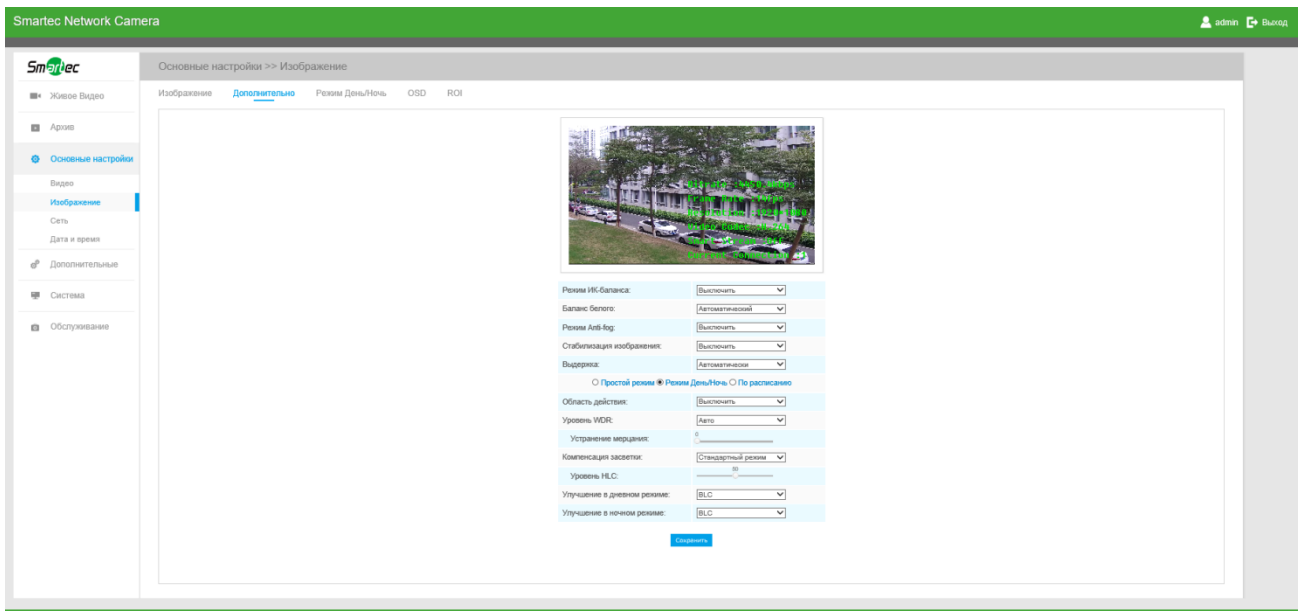 Smartec Network Camera
admin Выход
Smartec
Основные настройки >> Изображение
Живое Видео
Архив
Основные настройки
Видео
Изображение
Сеть
Дата и время
Дополнительные
Система
Обслуживание
Изображение Дополнительно Режим День/Ночь OSD ROI
Режим ИК-баланса: Выключить
Баланс белого: Автоматический
Режим Anti-fog: Выключить
Стабилизация изображения: Выключить
Выдержка: Автоматически
Простой режим Режим День/Ночь По расписанию
Область действия: Выключить
Уровень WDR: Авто
0
Устранение мерцания:
Компенсация засветки: Стандартный режим
Уровень HLC:
Улучшение в дневном режиме: BLC
Улучшение в ночном режиме: BLC
Сохранить